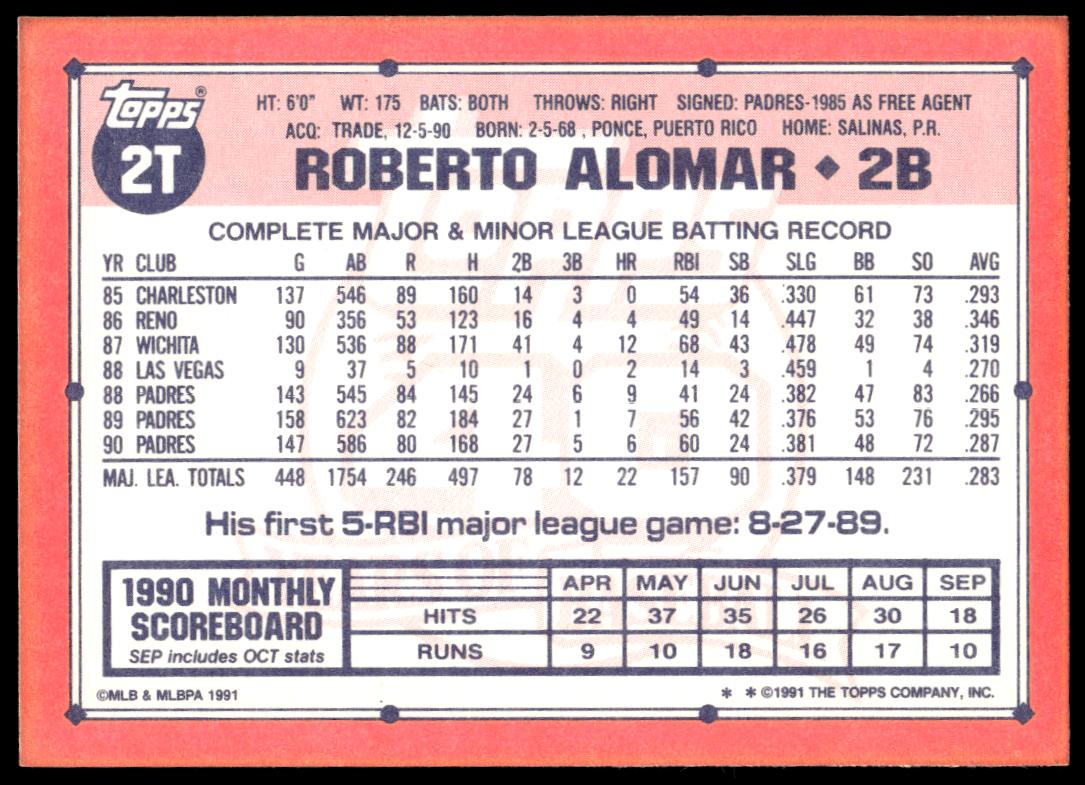 topps®
2T
HT: 6'0" WT: 175 BATS: BOTH THROWS: RIGHT SIGNED: PADRES-1985 AS FREE AGENT
ACQ: TRADE, 12-5-90 BORN: 2-5-68 , PONCE, PUERTO RICO HOME: SALINAS, P.R.
ROBERTO ALOMAR ◆ 2B
COMPLETE MAJOR & MINOR LEAGUE BATTING RECORD
YR CLUB G AB R H 2B 3B HR RBI SB SLG BB SO AVG
85 CHARLESTON 137 546 89 160 14 3 0 54 36 .330 61 73 .293
86 RENO 90 356 53 123 16 4 4 49 14 .447 32 38 .346
87 WICHITA 130 536 88 171 41 4 12 68 43 .478 49 74 .319
88 LAS VEGAS 9 37 5 10 1 0 2 14 3 .459 1 4 .270
88 PADRES 143 545 84 145 24 6 9 41 24 .382 47 83 .266
89 PADRES 158 623 82 184 27 1 7 56 42 .376 53 76 .295
90 PADRES 147 586 80 168 27 5 6 60 24 .381 48 72 .287
MAJ. LEA. TOTALS 448 1754 246 497 78 12 22 157 90 .379 148 231 .283
His first 5-RBI major league game: 8-27-89.
1990 MONTHLY
SCOREBOARD
SEP includes OCT stats
APR MAY JUN JUL AUG SEP
HITS 22 37 35 26 30 18
RUNS 9 10 18 16 17 10
©MLB & MLBPA 1991
* * ©1991 THE TOPPS COMPANY, INC.